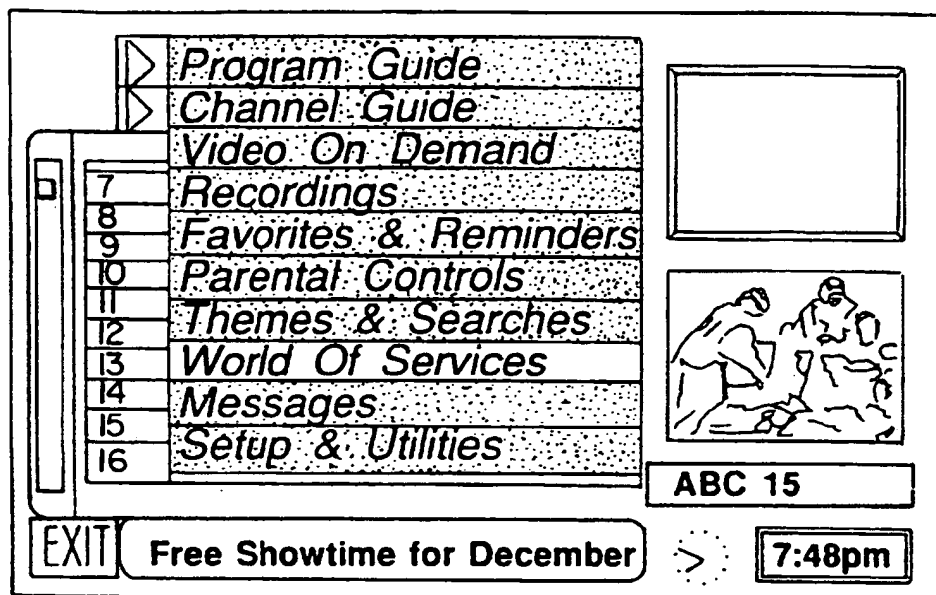 Program Guide
Channel Guide
Video On Demand
7 Recordings
8
9 Favorites & Reminders
10 Parental Controls
11
12 Themes & Searches
13 World Of Services
14 Messages
15
16 Setup & Utilities
ABC 15
EXIT Free Showtime for December 7:48pm